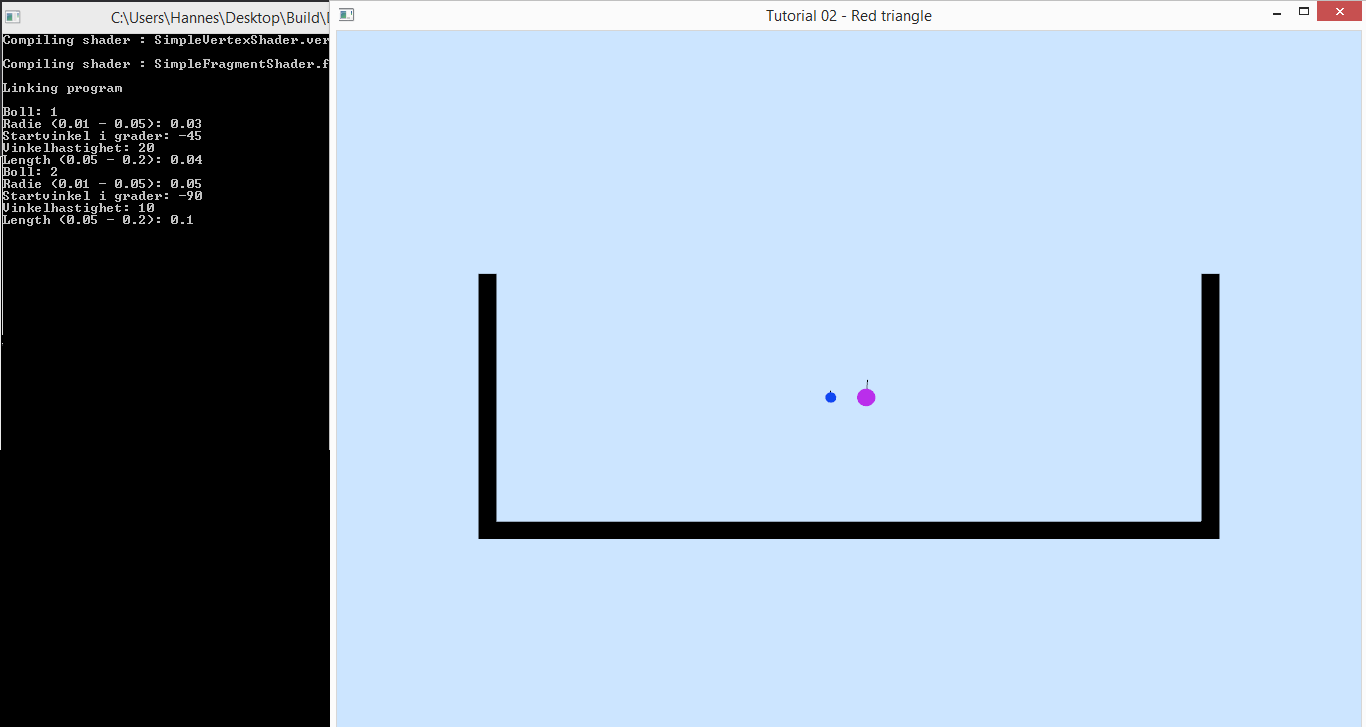 C:\Users\Hannes\Desktop\Build\
Compiling shader : SimpleVertexShader.ver
Compiling shader : SimpleFragmentShader.f
Linking program
Boll: 1
Radie (0.01 - 0.05): 0.03
Startvinkel i grader: -45
Vinkelhastighet: 20
Length (0.05 - 0.2): 0.04
Boll: 2
Radie (0.01 - 0.05): 0.05
Startvinkel i grader: -90
Vinkelhastighet: 10
Length (0.05 - 0.2): 0.1
Tutorial 02 - Red triangle